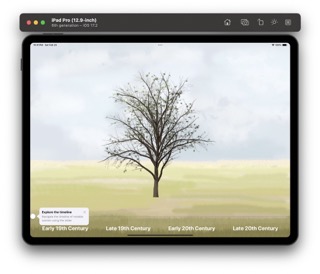 iPad Pro (12.9-inch)
6th generation – iOS 17.2
Explore the timeline
Early 19th Century
Late 19th Century
Early 20th Century
Late 20th Century